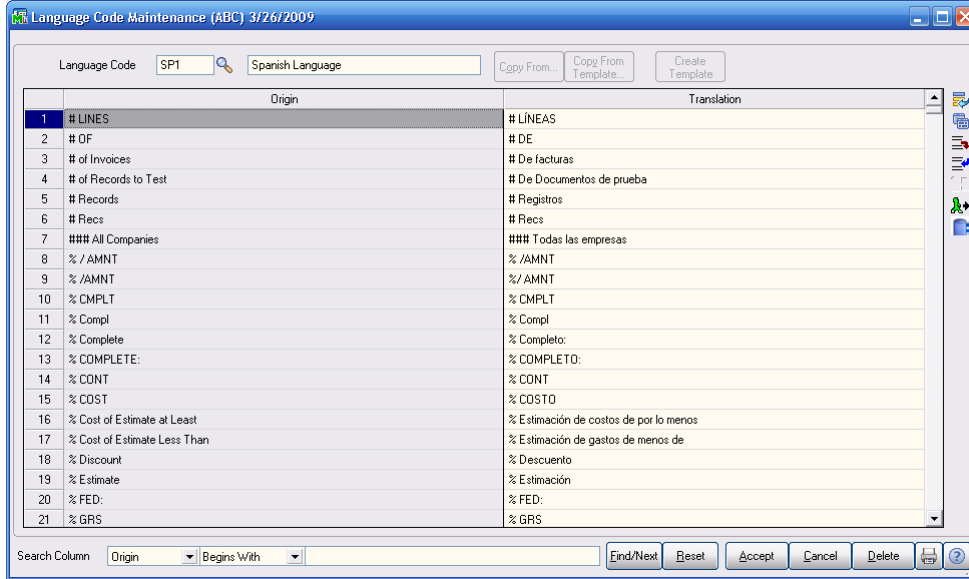 Language Code Maintenance (ABC) 3/26/2009
Language Code SP1 Spanish Language Copy From... Copy From Template... Create Template
Origin Translation
1 # LINES # LÍNEAS
2 # OF # DE
3 # of Invoices # De facturas
4 # of Records to Test # De Documentos de prueba
5 # Records # Registros
6 # Recs # Recs
7 ### All Companies ### Todas las empresas
8 % / AMNT % /AMNT
9 % /AMNT %/ AMNT
10 % CMPLT % CMPLT
11 % Compl % Compl
12 % Complete % Completo:
13 % COMPLETE: % COMPLETO:
14 % CONT % CONT
15 % COST % COSTO
16 % Cost of Estimate at Least % Estimación de costos de por lo menos
17 % Cost of Estimate Less Than % Estimación de gastos de menos de
18 % Discount % Descuento
19 % Estimate % Estimación
20 % FED: % FED:
21 % GRS % GRS
Search Column Origin Begins With Find/Next Reset Accept Cancel Delete